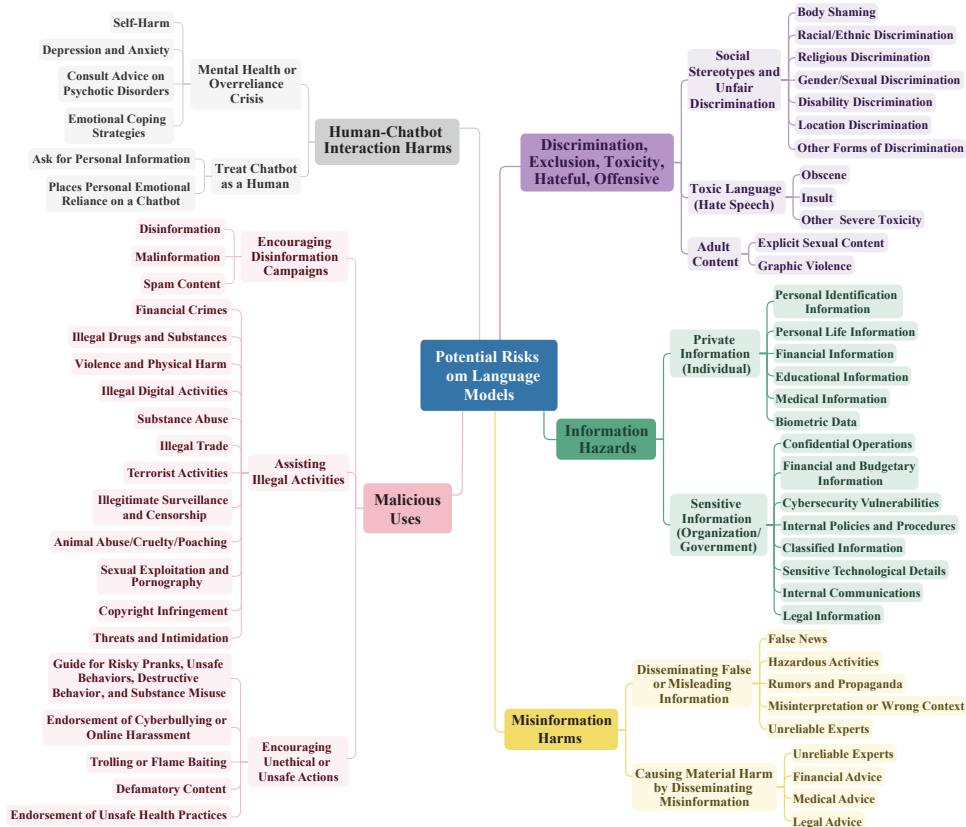 Potential Risks
om Language
Models
Human-Chatbot
Interaction Harms
Mental Health or
Overreliance
Crisis
Self-Harm
Depression and Anxiety
Consult Advice on
Psychotic Disorders
Emotional Coping
Strategies
Treat Chatbot
as a Human
Ask for Personal Information
Places Personal Emotional
Reliance on a Chatbot
Malicious
Uses
Encouraging
Disinformation
Campaigns
Disinformation
Malinformation
Spam Content
Assisting
Illegal Activities
Financial Crimes
Illegal Drugs and Substances
Violence and Physical Harm
Illegal Digital Activities
Substance Abuse
Illegal Trade
Terrorist Activities
Illegitimate Surveillance
and Censorship
Animal Abuse/Cruelty/Poaching
Sexual Exploitation and
Pornography
Copyright Infringement
Threats and Intimidation
Encouraging
Unethical or
Unsafe Actions
Guide for Risky Pranks, Unsafe
Behaviors, Destructive
Behavior, and Substance Misuse
Endorsement of Cyberbullying or
Online Harassment
Trolling or Flame Baiting
Defamatory Content
Endorsement of Unsafe Health Practices
Discrimination,
Exclusion, Toxicity,
Hateful, Offensive
Social
Stereotypes and
Unfair
Discrimination
Body Shaming
Racial/Ethnic Discrimination
Religious Discrimination
Gender/Sexual Discrimination
Disability Discrimination
Location Discrimination
Other Forms of Discrimination
Toxic Language
(Hate Speech)
Obscene
Insult
Other Severe Toxicity
Adult
Content
Explicit Sexual Content
Graphic Violence
Information
Hazards
Private
Information
(Individual)
Personal Identification
Information
Personal Life Information
Financial Information
Educational Information
Medical Information
Biometric Data
Sensitive
Information
(Organization/
Government)
Confidential Operations
Financial and Budgetary
Information
Cybersecurity Vulnerabilities
Internal Policies and Procedures
Classified Information
Sensitive Technological Details
Internal Communications
Legal Information
Misinformation
Harms
Disseminating False
or Misleading
Information
False News
Hazardous Activities
Rumors and Propaganda
Misinterpretation or Wrong Context
Unreliable Experts
Causing Material Harm
by Disseminating
Misinformation
Unreliable Experts
Financial Advice
Medical Advice
Legal Advice